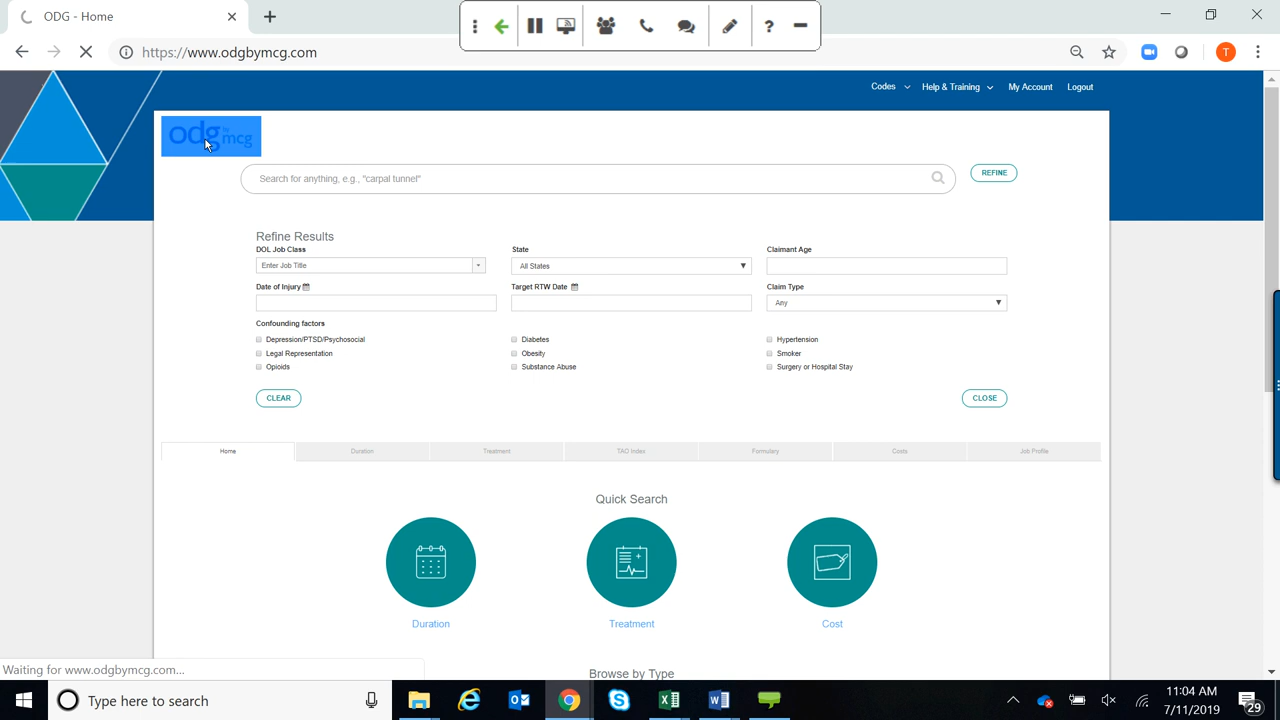 ODG - Home
https://www.odgbymcg.com
T
?
Codes Help & Training My Account Logout
odg by mcg
Search for anything, e.g., "carpal tunnel"
REFINE
Refine Results
DOL Job Class State Claimant Age
Enter Job Title All States
Date of Injury Target RTW Date Claim Type
Any
Confounding factors
Depression/PTSD/Psychosocial Diabetes Hypertension
Legal Representation Obesity Smoker
Opioids Substance Abuse Surgery or Hospital Stay
CLEAR CLOSE
Home Duration Treatment TAO Index Formulary Costs Job Profile
Quick Search
Duration Treatment Cost
Browse by Type
Waiting for www.odgbymcg.com...
Type here to search
11:04 AM
7/11/2019
29